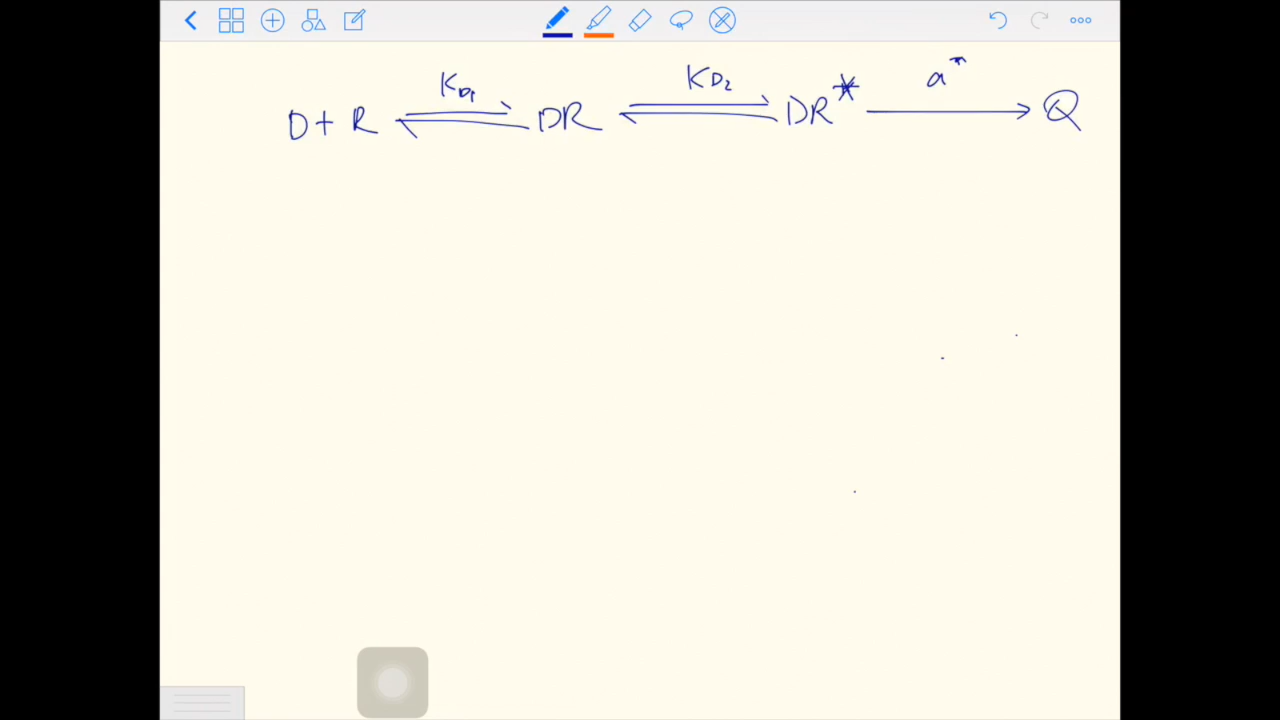 D + R ⇌ DR ⇌ DR* → Q
K_D1 K_D2 a*